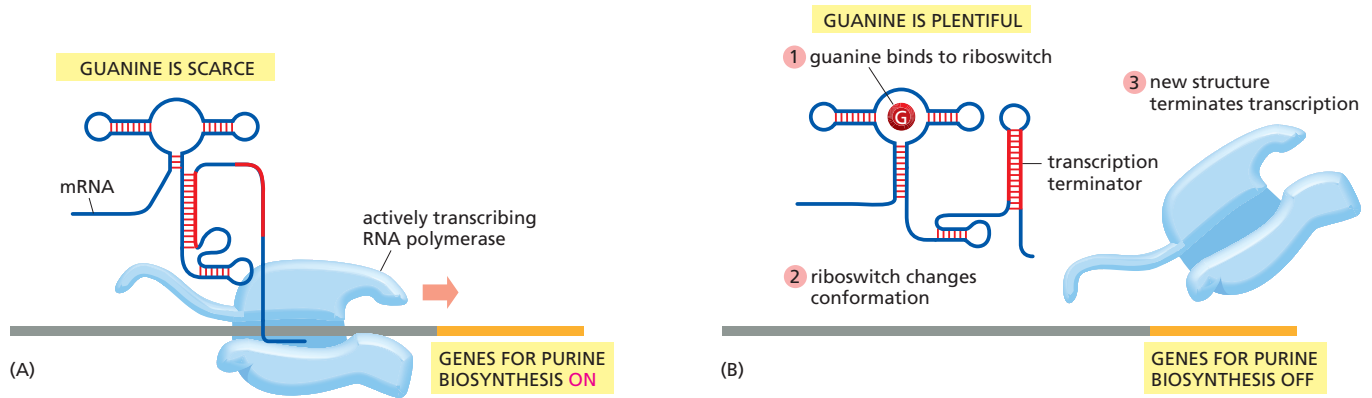 GUANINE IS SCARCE
mRNA
actively transcribing
RNA polymerase
GENES FOR PURINE
BIOSYNTHESIS ON
(A)
GUANINE IS PLENTIFUL
1 guanine binds to riboswitch
G
3 new structure
terminates transcription
transcription
terminator
2 riboswitch changes
conformation
GENES FOR PURINE
BIOSYNTHESIS OFF
(B)